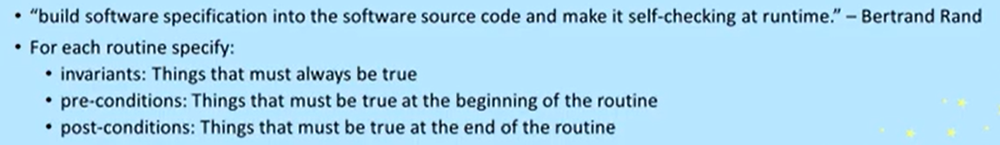 • “build software specification into the software source code and make it self-checking at runtime.” – Bertrand Rand
• For each routine specify:
• invariants: Things that must always be true
• pre-conditions: Things that must be true at the beginning of the routine
• post-conditions: Things that must be true at the end of the routine